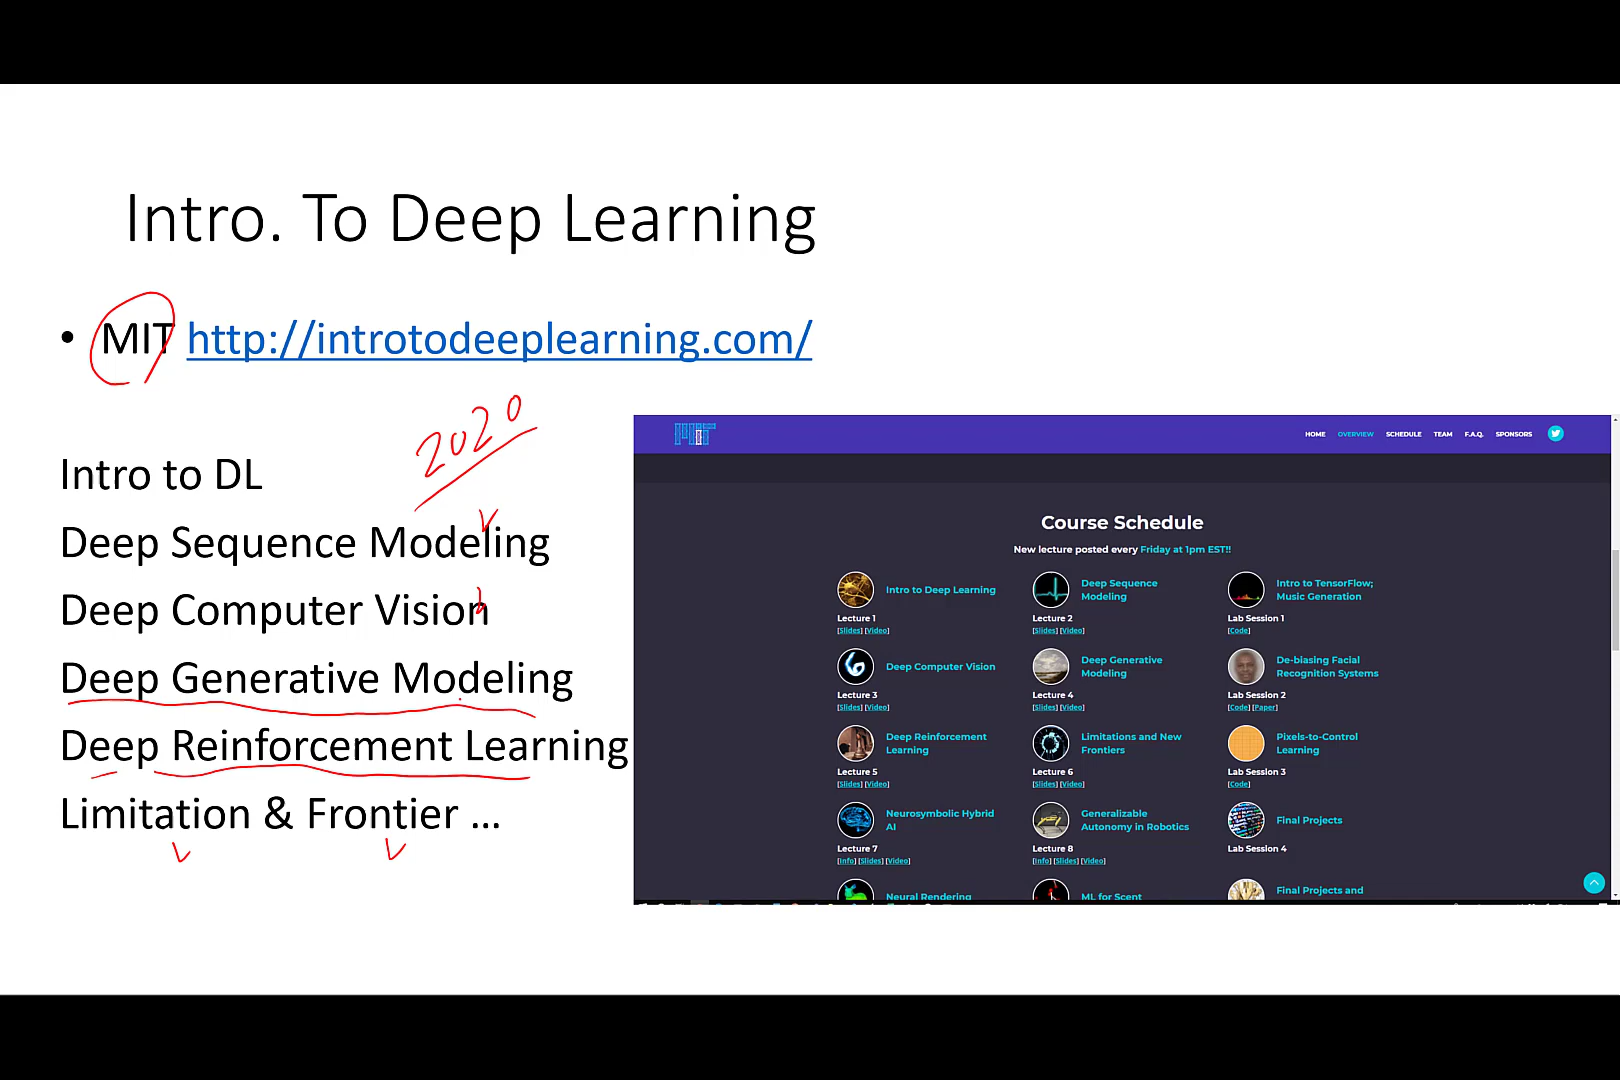 Intro. To Deep Learning
• MIT http://introtodeeplearning.com/
2020
Intro to DL
Deep Sequence Modeling
Deep Computer Vision
Deep Generative Modeling
Deep Reinforcement Learning
Limitation & Frontier ...
MIT
HOME OVERVIEW SCHEDULE TEAM F.A.Q. SPONSORS
Course Schedule
New lecture posted every Friday at 1pm EST!!
Intro to Deep Learning
Lecture 1
[Slides] [Video]
Deep Sequence
Modeling
Lecture 2
[Slides] [Video]
Intro to TensorFlow;
Music Generation
Lab Session 1
[Code]
Deep Computer Vision
Lecture 3
[Slides] [Video]
Deep Generative
Modeling
Lecture 4
[Slides] [Video]
De-biasing Facial
Recognition Systems
Lab Session 2
[Code] [Paper]
Deep Reinforcement
Learning
Lecture 5
[Slides] [Video]
Limitations and New
Frontiers
Lecture 6
[Slides] [Video]
Pixels-to-Control
Learning
Lab Session 3
[Code]
Neurosymbolic Hybrid
AI
Lecture 7
[Info] [Slides] [Video]
Generalizable
Autonomy in Robotics
Lecture 8
[Info] [Slides] [Video]
Final Projects
Lab Session 4
Neural Rendering
ML for Scent
Final Projects and